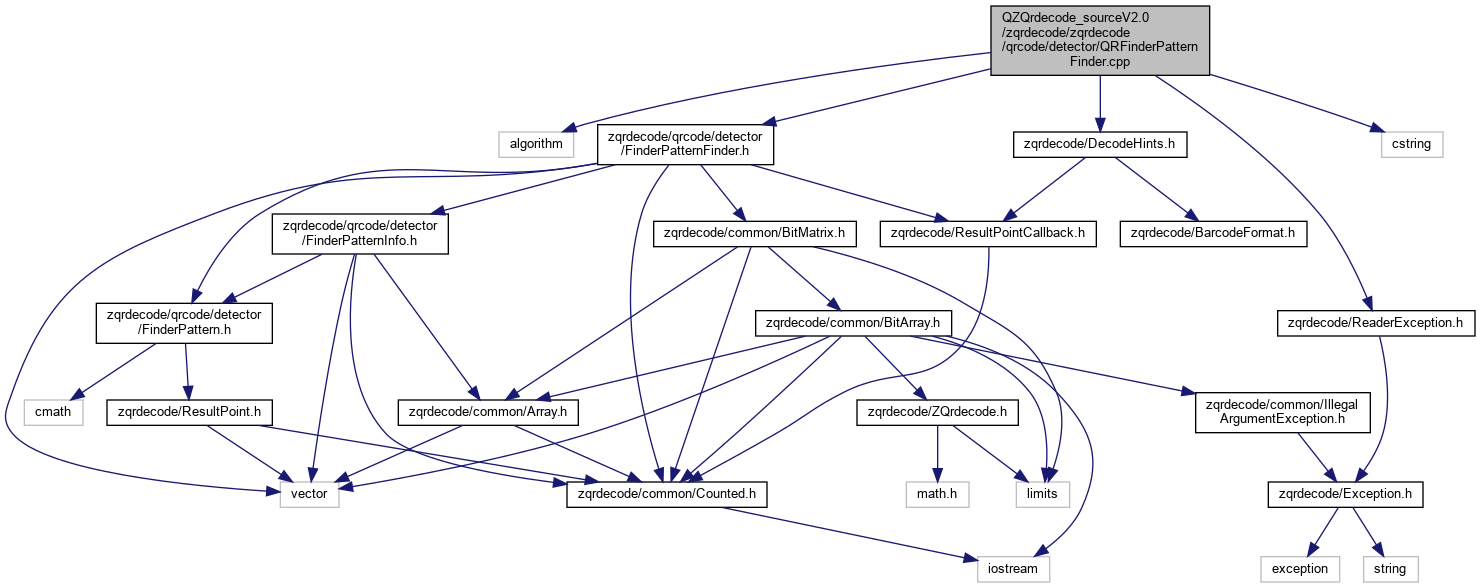 QZQrdecode_sourceV2.0
/zqrdecode/zqrdecode
/qrcode/detector/QRFinderPattern
Finder.cpp
algorithm
zqrdecode/qrcode/detector
/FinderPatternFinder.h
zqrdecode/DecodeHints.h
cstring
zqrdecode/qrcode/detector
/FinderPatternInfo.h
zqrdecode/common/BitMatrix.h
zqrdecode/ResultPointCallback.h
zqrdecode/BarcodeFormat.h
zqrdecode/qrcode/detector
/FinderPattern.h
zqrdecode/common/BitArray.h
zqrdecode/ReaderException.h
cmath
zqrdecode/ResultPoint.h
zqrdecode/common/Array.h
zqrdecode/ZQrdecode.h
zqrdecode/common/Illegal
ArgumentException.h
vector
zqrdecode/common/Counted.h
math.h
limits
zqrdecode/Exception.h
iostream
exception
string